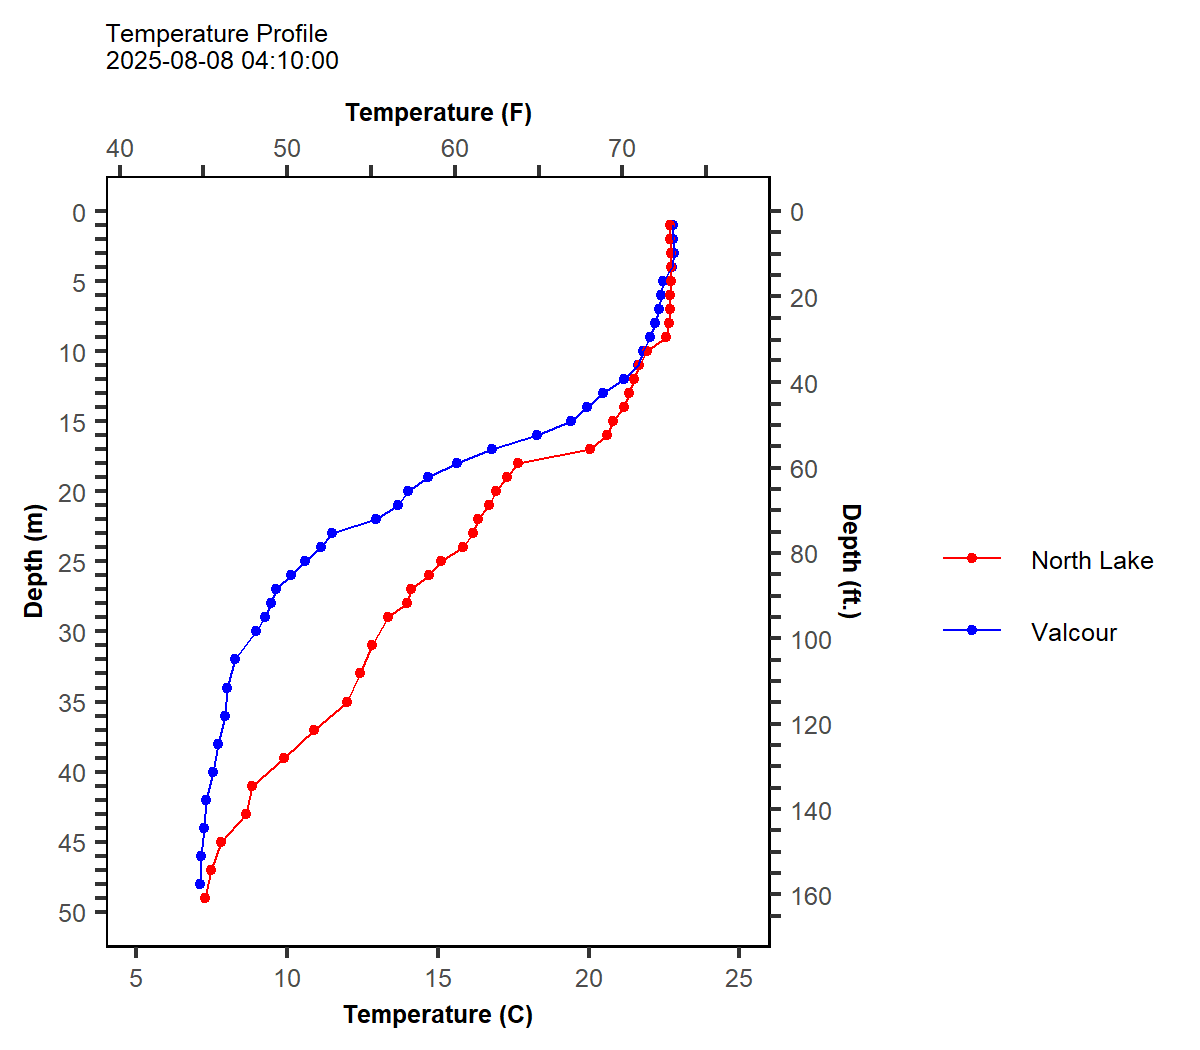 Temperature Profile
2025-08-08 04:10:00
Temperature (F)
40 50 60 70
0
5
10
15
20
25
30
35
40
45
50
Depth (m)
0
20
40
60
80
100
120
140
160
Depth (ft.)
North Lake
Valcour
5 10 15 20 25
Temperature (C)